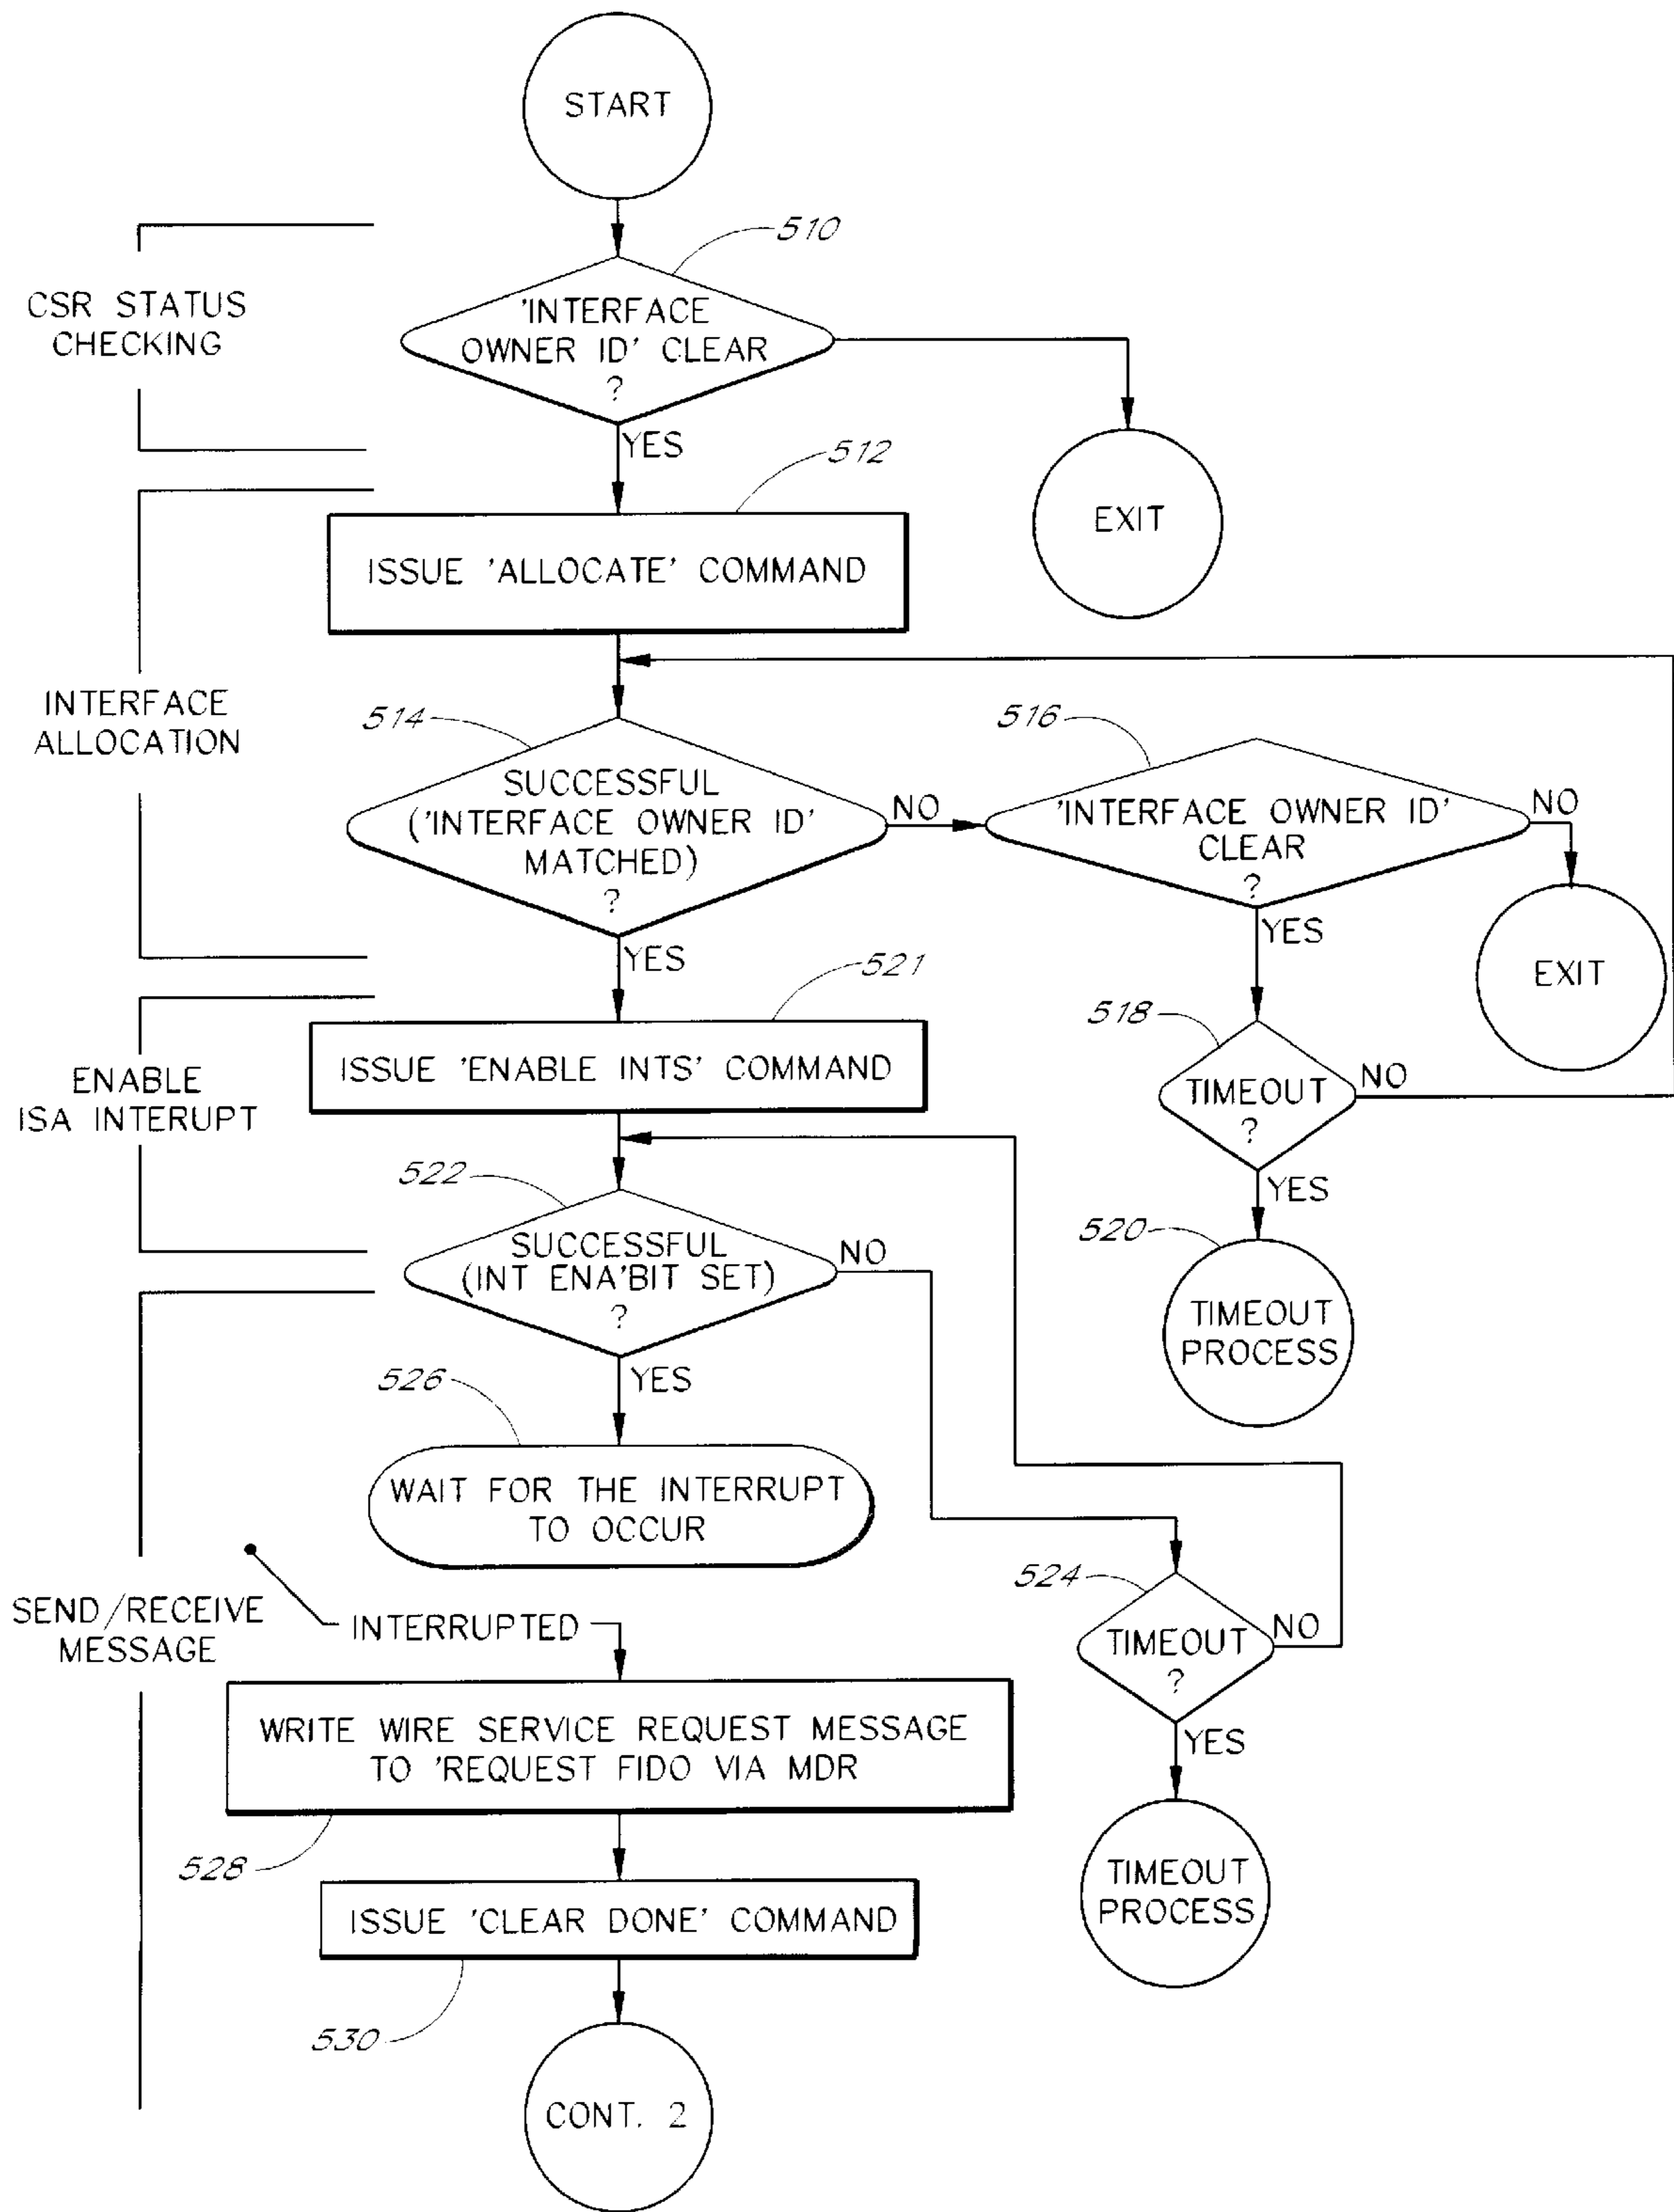 START
510
'INTERFACE
OWNER ID' CLEAR
?
CSR STATUS
CHECKING
YES
512
EXIT
ISSUE 'ALLOCATE' COMMAND
INTERFACE
ALLOCATION
514
SUCCESSFUL
('INTERFACE OWNER ID'
MATCHED)
?
NO
516
'INTERFACE OWNER ID'
CLEAR
?
NO
EXIT
YES
YES
521
ISSUE 'ENABLE INTS' COMMAND
ENABLE
ISA INTERUPT
518
TIMEOUT
?
NO
YES
520
TIMEOUT
PROCESS
522
SUCCESSFUL
(INT ENA'BIT SET)
?
NO
YES
526
WAIT FOR THE INTERRUPT
TO OCCUR
SEND/RECEIVE
MESSAGE
INTERRUPTED
524
TIMEOUT
?
NO
YES
TIMEOUT
PROCESS
WRITE WIRE SERVICE REQUEST MESSAGE
TO 'REQUEST FIDO VIA MDR
528
ISSUE 'CLEAR DONE' COMMAND
530
CONT. 2